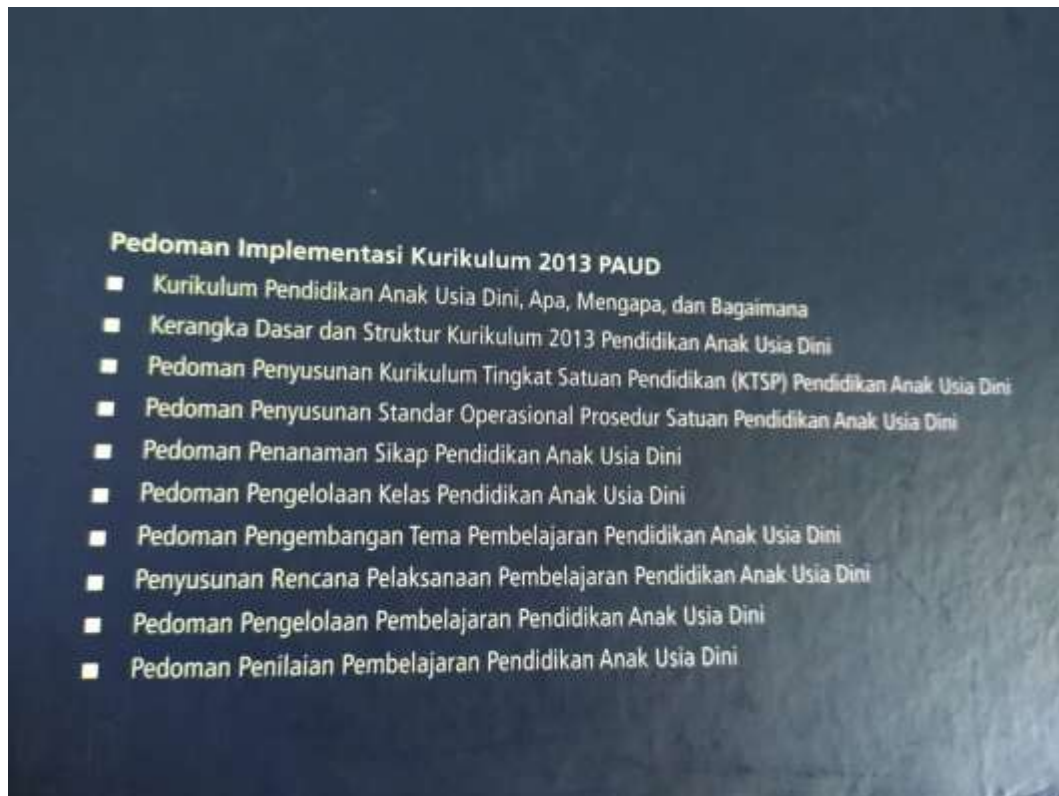 Pedoman Implementasi Kurikulum 2013 PAUD
Kurikulum Pendidikan Anak Usia Dini, Apa, Mengapa, dan Bagaimana
Kerangka Dasar dan Struktur Kurikulum 2013 Pendidikan Anak Usia Dini
Pedoman Penyusunan Kurikulum Tingkat Satuan Pendidikan (KTSP) Pendidikan Anak Usia Dini
Pedoman Penyusunan Standar Operasional Prosedur Satuan Pendidikan Anak Usia Dini
Pedoman Penanaman Sikap Pendidikan Anak Usia Dini
Pedoman Pengelolaan Kelas Pendidikan Anak Usia Dini
Pedoman Pengembangan Tema Pembelajaran Pendidikan Anak Usia Dini
Penyusunan Rencana Pelaksanaan Pembelajaran Pendidikan Anak Usia Dini
Pedoman Pengelolaan Pembelajaran Pendidikan Anak Usia Dini
Pedoman Penilaian Pembelajaran Pendidikan Anak Usia Dini